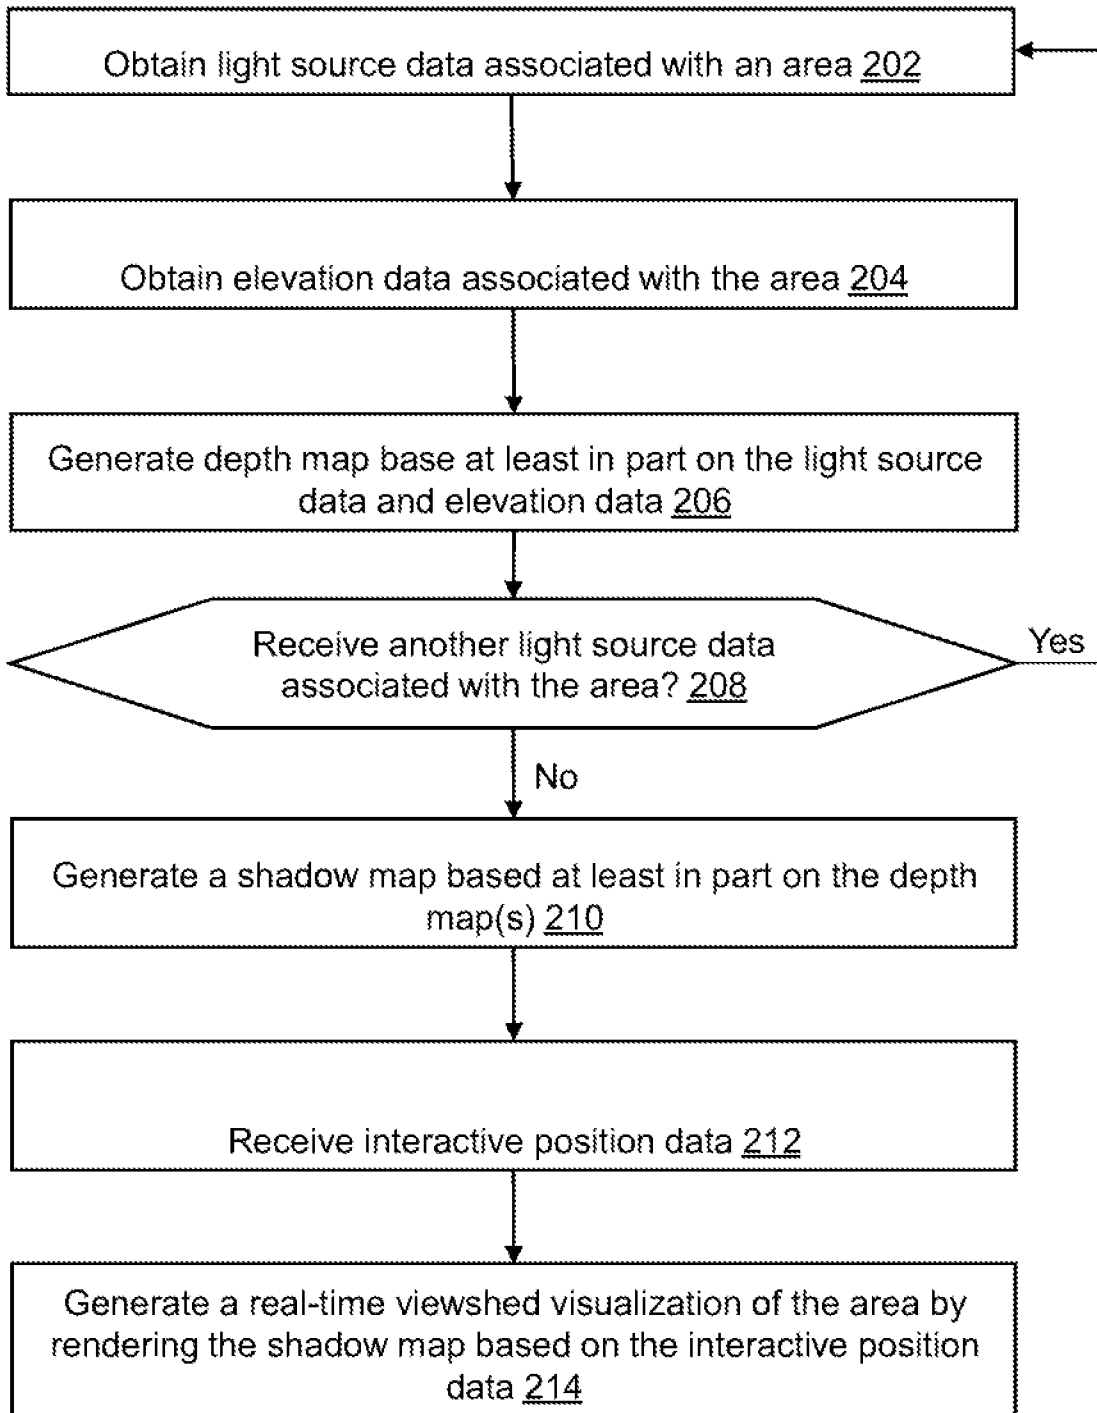 Obtain light source data associated with an area 202
Obtain elevation data associated with the area 204
Generate depth map base at least in part on the light source
data and elevation data 206
Receive another light source data
associated with the area? 208
Yes
No
Generate a shadow map based at least in part on the depth
map(s) 210
Receive interactive position data 212
Generate a real-time viewshed visualization of the area by
rendering the shadow map based on the interactive position
data 214